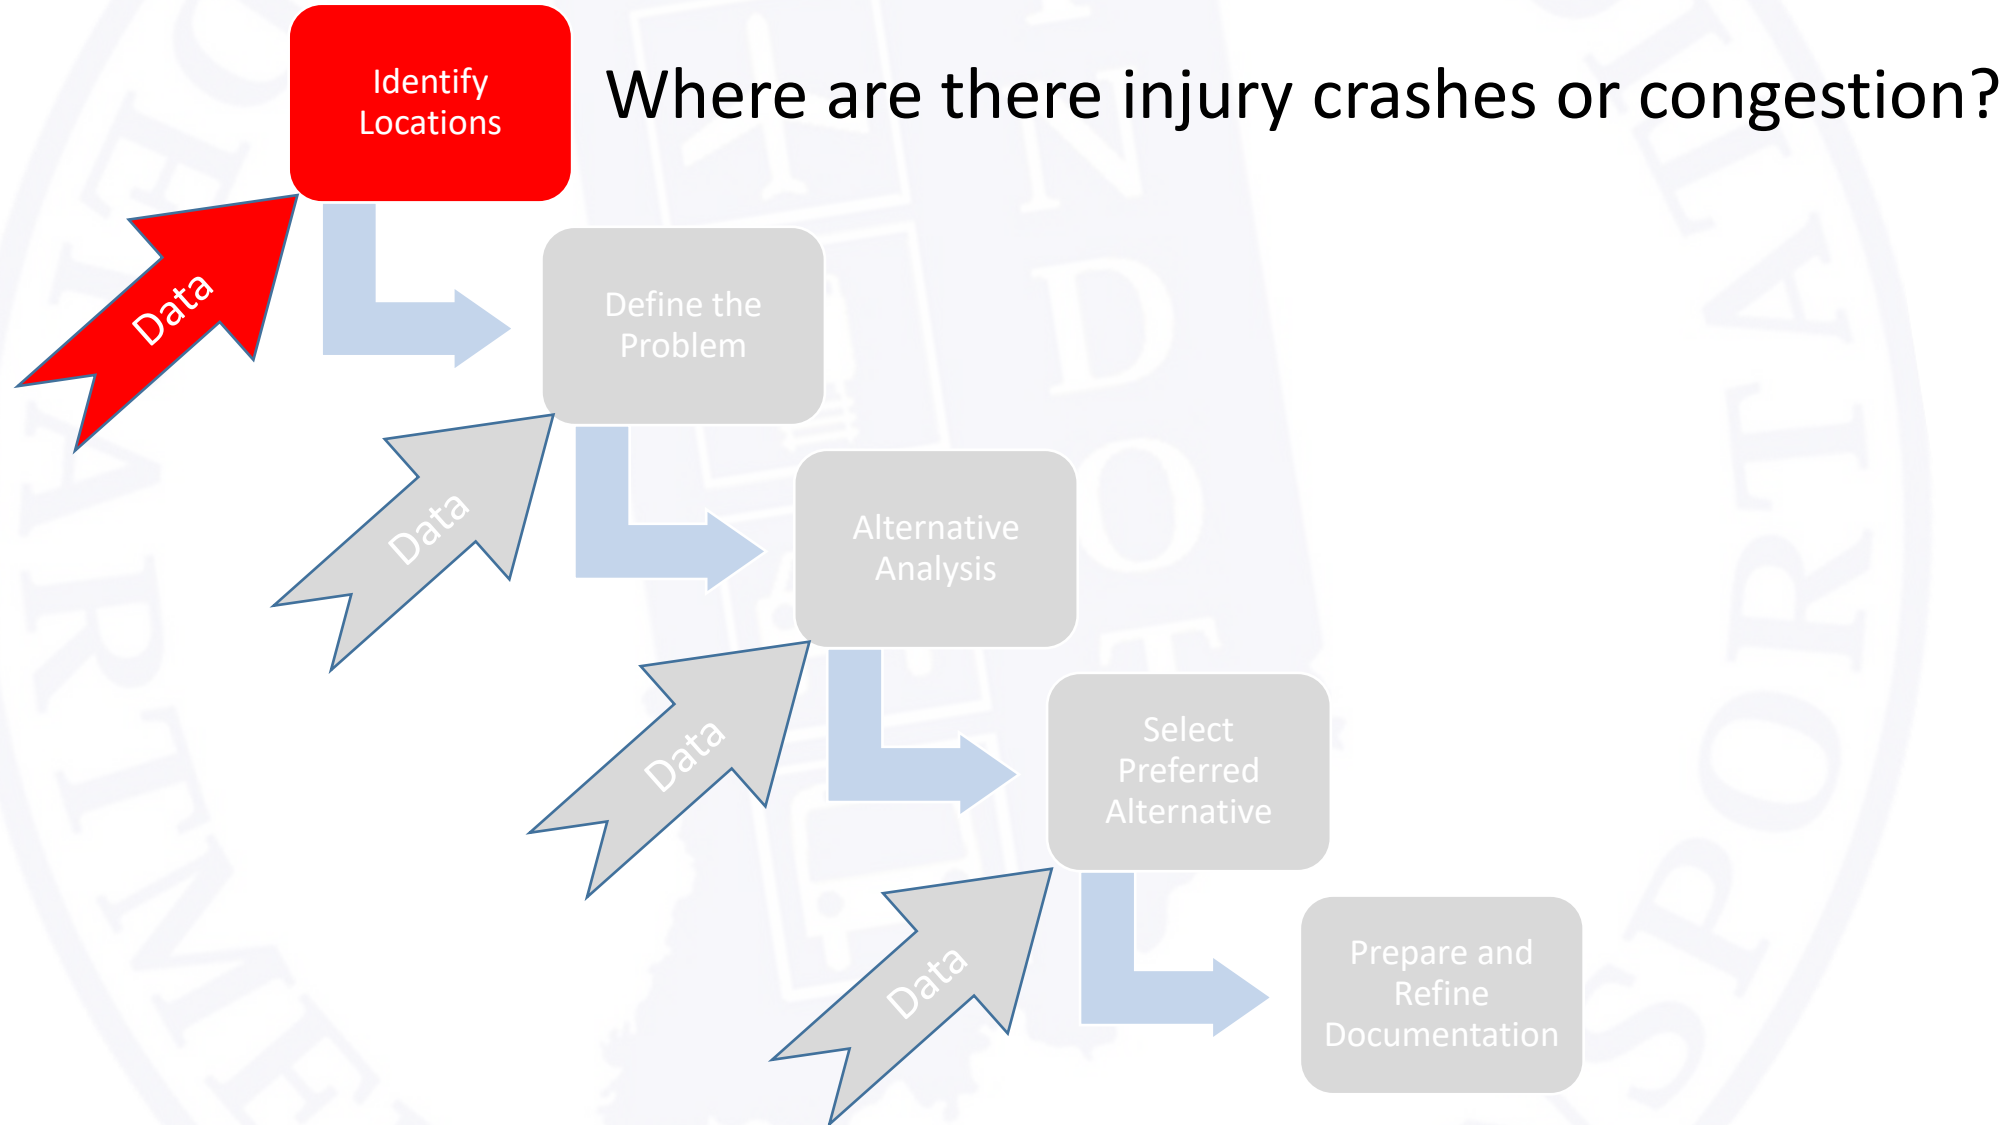 Identify
Locations
Where are there injury crashes or congestion?
Data
Define the
Problem
Data
Alternative
Analysis
Data
Select
Preferred
Alternative
Data
Prepare and
Refine
Documentation
INDOT